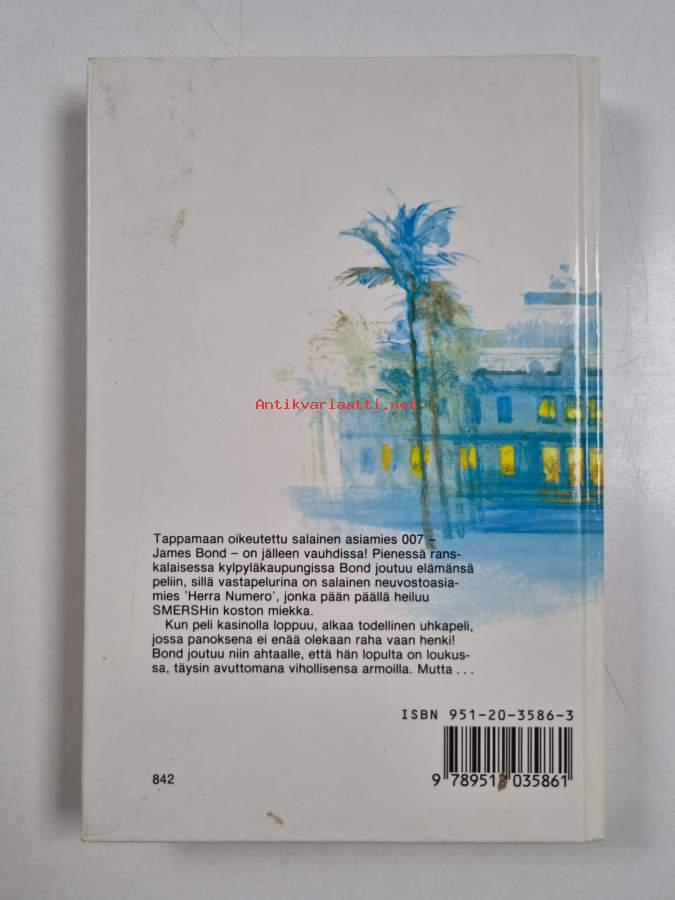 Antikvariaatti.net
Tappamaan oikeutettu salainen asiamies 007 –
James Bond – on jälleen vauhdissa! Pienessä rans-
kalaisessa kylpyläkaupungissa Bond joutuu elämänsä
peliin, sillä vastapelurina on salainen neuvostoasia-
mies 'Herra Numero', jonka pään päällä heiluu
SMERSHin koston miekka.
Kun peli kasinolla loppuu, alkaa todellinen uhkapeli,
jossa panoksena ei enää olekaan raha vaan henki!
Bond joutuu niin ahtaalle, että hän lopulta on loukus-
sa, täysin avuttomana vihollisensa armoilla. Mutta . . .
ISBN 951-20-3586-3
9 789512 035861
842